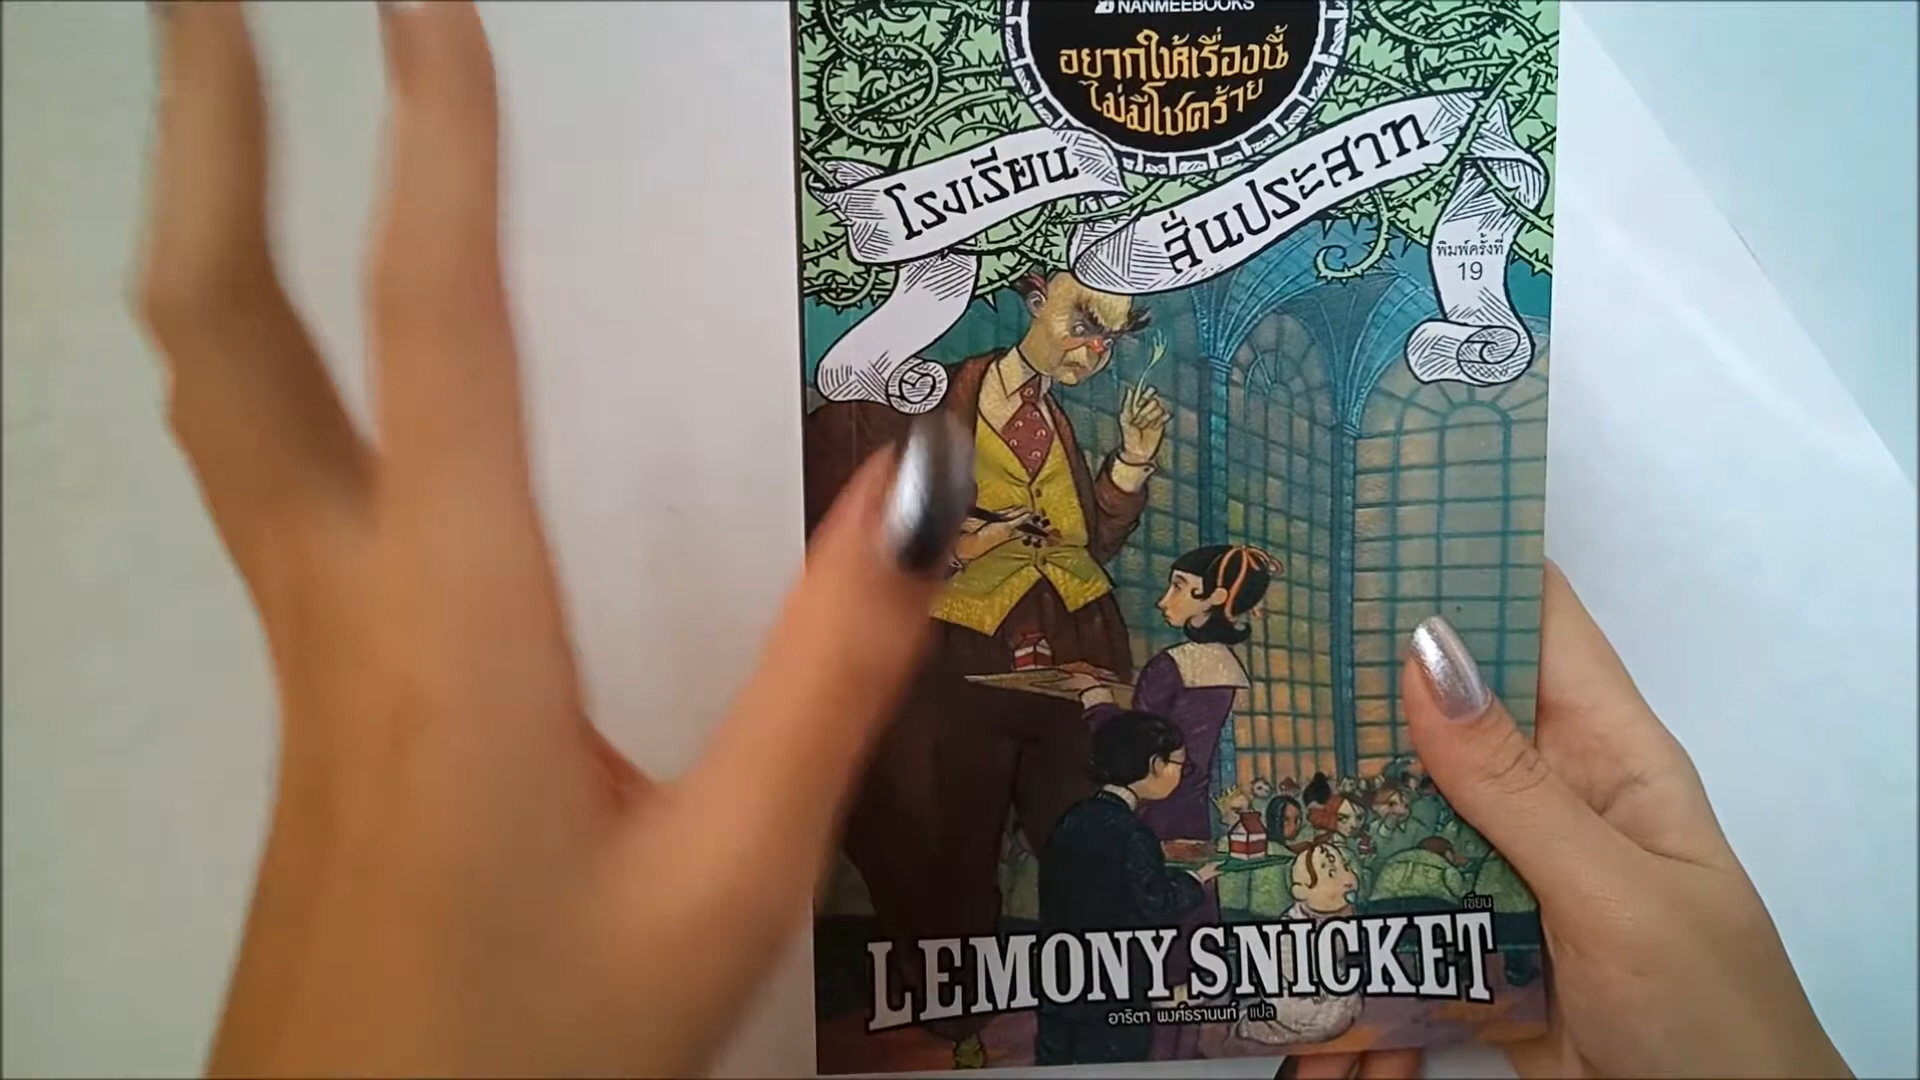 NANMEEBOOKS
อยากให้เรื่องนี้
ไม่มีโชคร้าย
โรงเรียน
สั่นประสาท
พิมพ์ครั้งที่
19
เขียน
LEMONY SNICKET
อาริตา พงศ์ธรานนท์ แปล